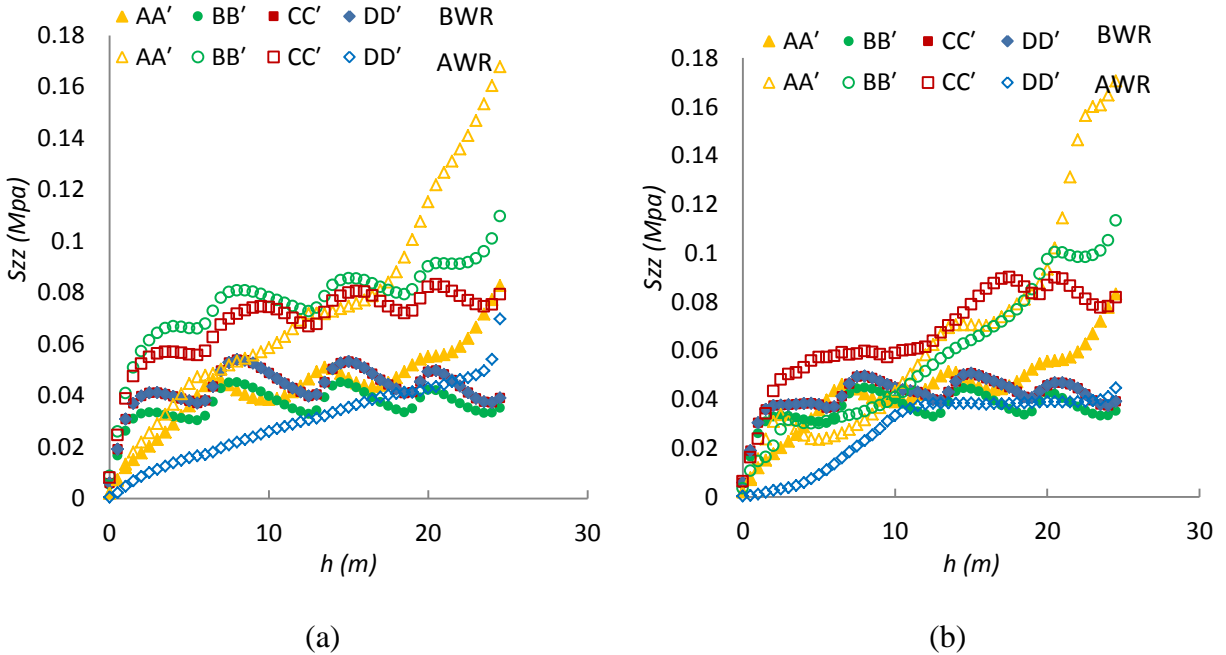 AA′ BB′ CC′ DD′ BWR
AA′ BB′ CC′ DD′ AWR
0.18
0.16
0.14
0.12
0.1
0.08
0.06
0.04
0.02
0
Szz (Mpa)
0 10 20 30
h (m)
(a)
AA′ BB′ CC′ DD′ BWR
AA′ BB′ CC′ DD′ AWR
0.18
0.16
0.14
0.12
0.1
0.08
0.06
0.04
0.02
0
Szz (Mpa)
0 10 20 30
h (m)
(b)